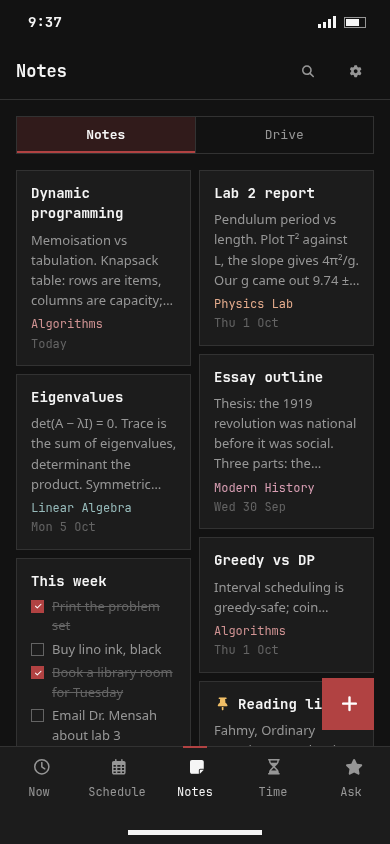 9:37
Notes
Notes
Drive
Dynamic
programming
Memoisation vs
tabulation. Knapsack
table: rows are items,
columns are capacity;…
Algorithms
Today
Eigenvalues
det(A − λI) = 0. Trace is
the sum of eigenvalues,
determinant the
product. Symmetric…
Linear Algebra
Mon 5 Oct
This week
Print the problem
set
Buy lino ink, black
Book a library room
for Tuesday
Email Dr. Mensah
about lab 3
Lab 2 report
Pendulum period vs
length. Plot T² against
L, the slope gives 4π²/g.
Our g came out 9.74 ±…
Physics Lab
Thu 1 Oct
Essay outline
Thesis: the 1919
revolution was national
before it was social.
Three parts: the…
Modern History
Wed 30 Sep
Greedy vs DP
Interval scheduling is
greedy-safe; coin…
Algorithms
Thu 1 Oct
Reading li
Fahmy, Ordinary
Now
Schedule
Notes
Time
Ask